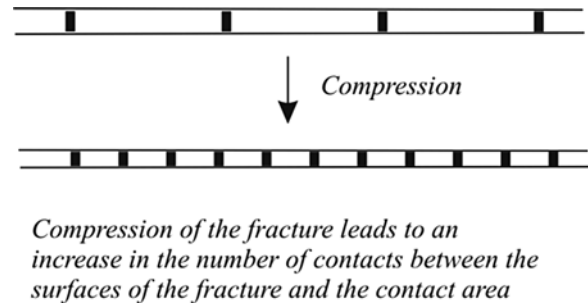 Compression
Compression of the fracture leads to an
increase in the number of contacts between the
surfaces of the fracture and the contact area